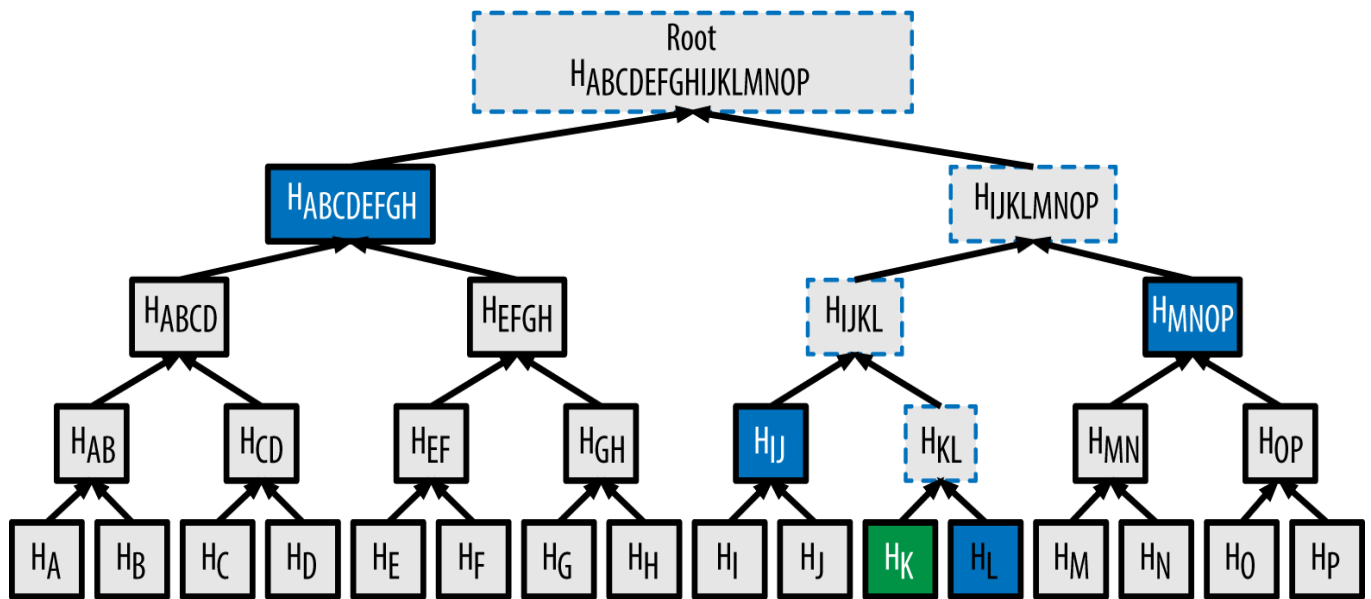 Root
HABCDEFGHIJKLMNOP
HABCDEFGH
HIJKLMNOP
HABCD
HEFGH
HIJKL
HMNOP
HAB
HCD
HEF
HGH
HIJ
HKL
HMN
HOP
HA
HB
HC
HD
HE
HF
HG
HH
HI
HJ
HK
HL
HM
HN
HO
HP